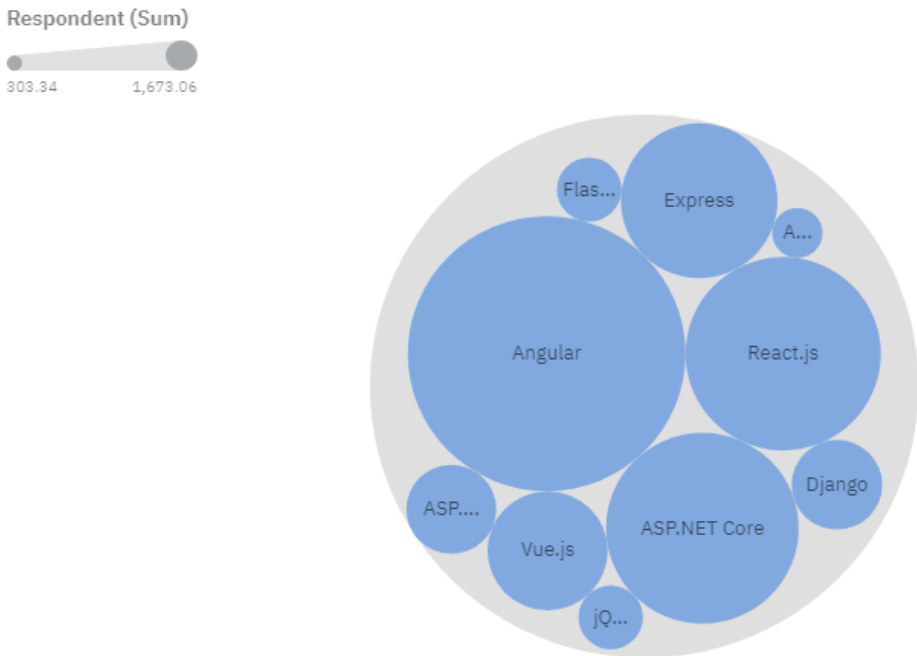 Respondent (Sum)
303.34 1,673.06
Flas...
Express
A...
Angular
React.js
Django
ASP....
ASP.NET Core
Vue.js
jQ...